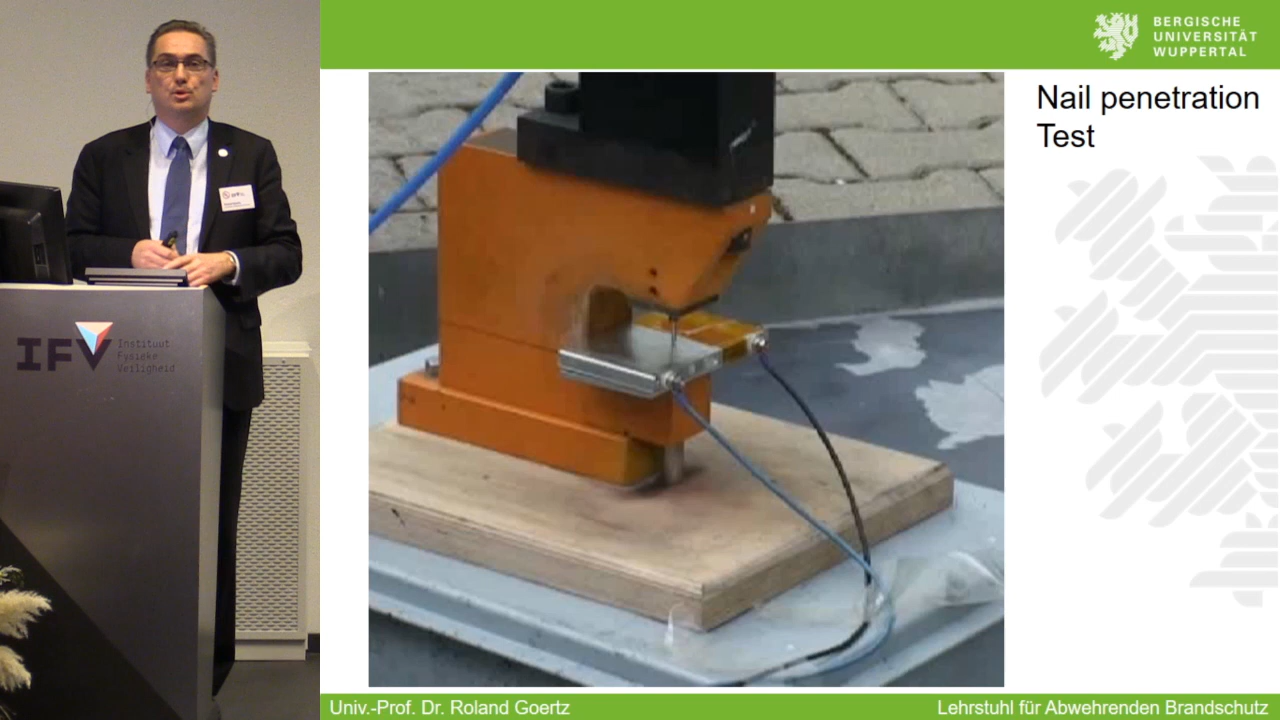 BERGISCHE
UNIVERSITÄT
WUPPERTAL
Nail penetration
Test
IFV
Instituut
Fysieke
Veiligheid
Univ.-Prof. Dr. Roland Goertz
Lehrstuhl für Abwehrenden Brandschutz